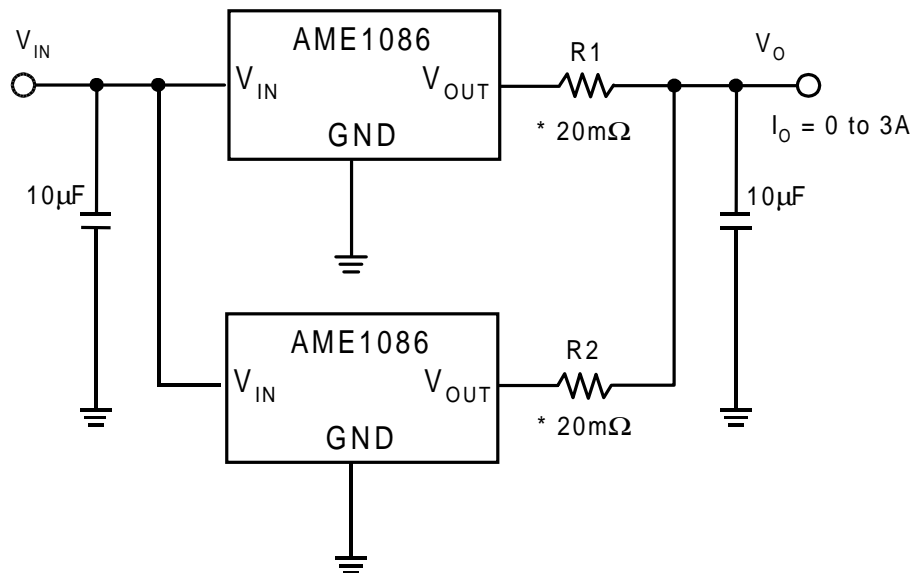 V_IN
AME1086
V_IN
V_OUT
GND
R1
* 20mΩ
V_O
I_O = 0 to 3A
10μF
10μF
AME1086
V_IN
V_OUT
GND
R2
* 20mΩ